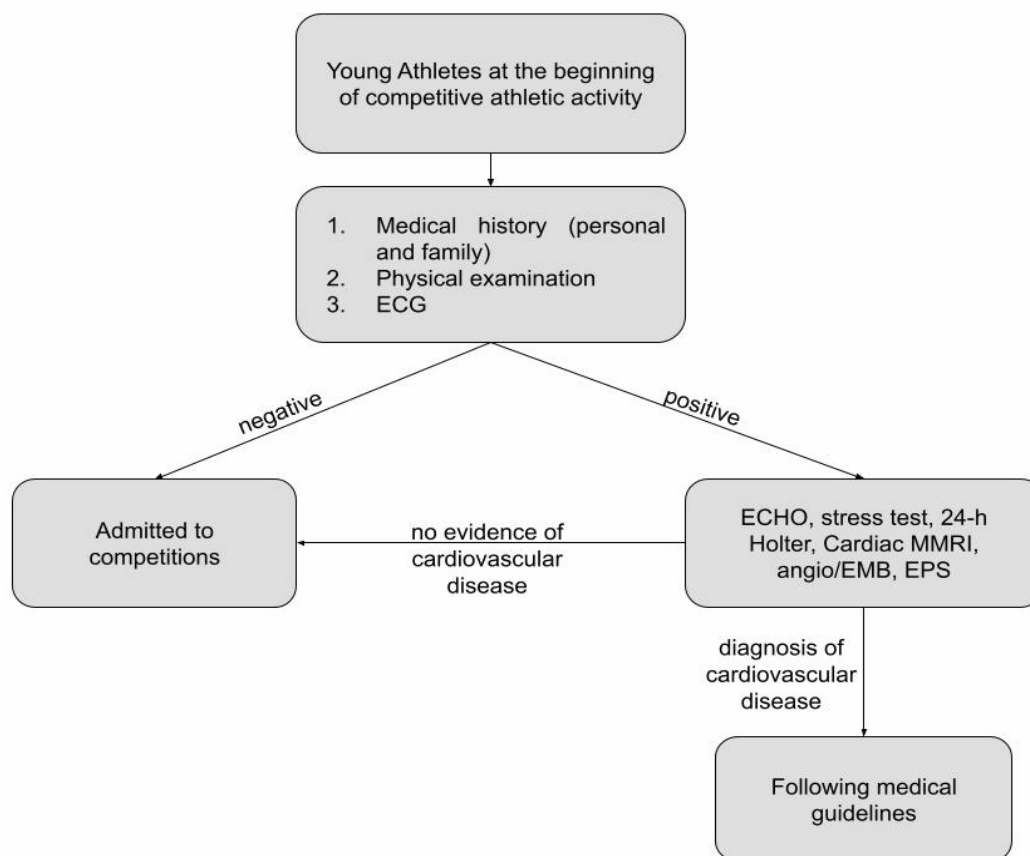 Young Athletes at the beginning
of competitive athletic activity
1. Medical history (personal
and family)
2. Physical examination
3. ECG
negative
positive
Admitted to
competitions
no evidence of
cardiovascular
disease
ECHO, stress test, 24-h
Holter, Cardiac MMRI,
angio/EMB, EPS
diagnosis of
cardiovascular
disease
Following medical
guidelines